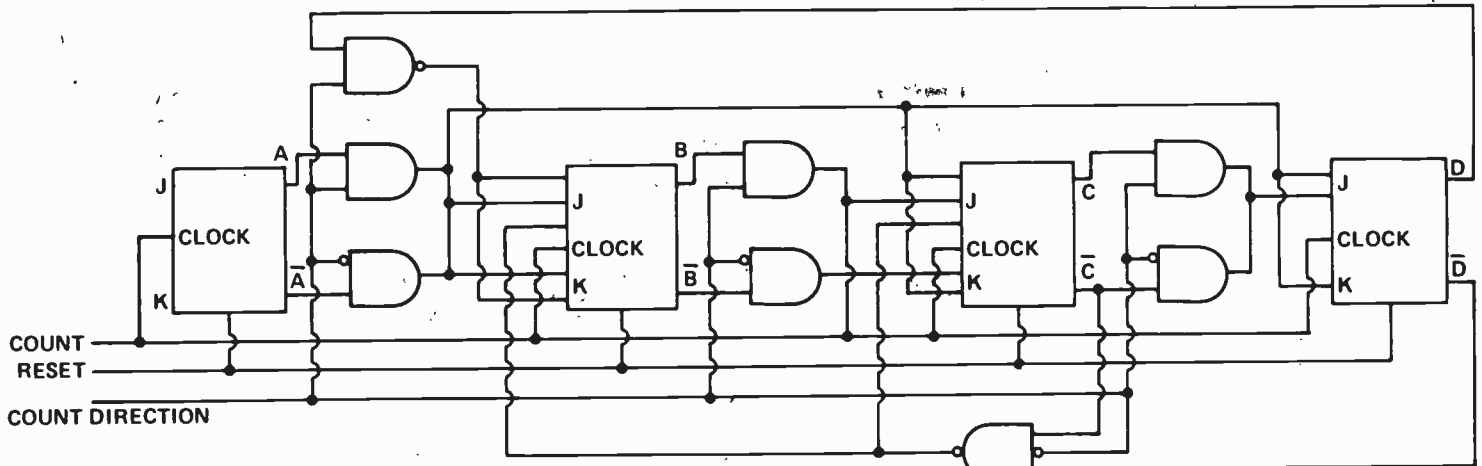 A
B
C
D
J
CLOCK
K
A̅
J
CLOCK
K
B̅
J
CLOCK
K
C̅
J
CLOCK
K
D̅
COUNT
RESET
COUNT DIRECTION